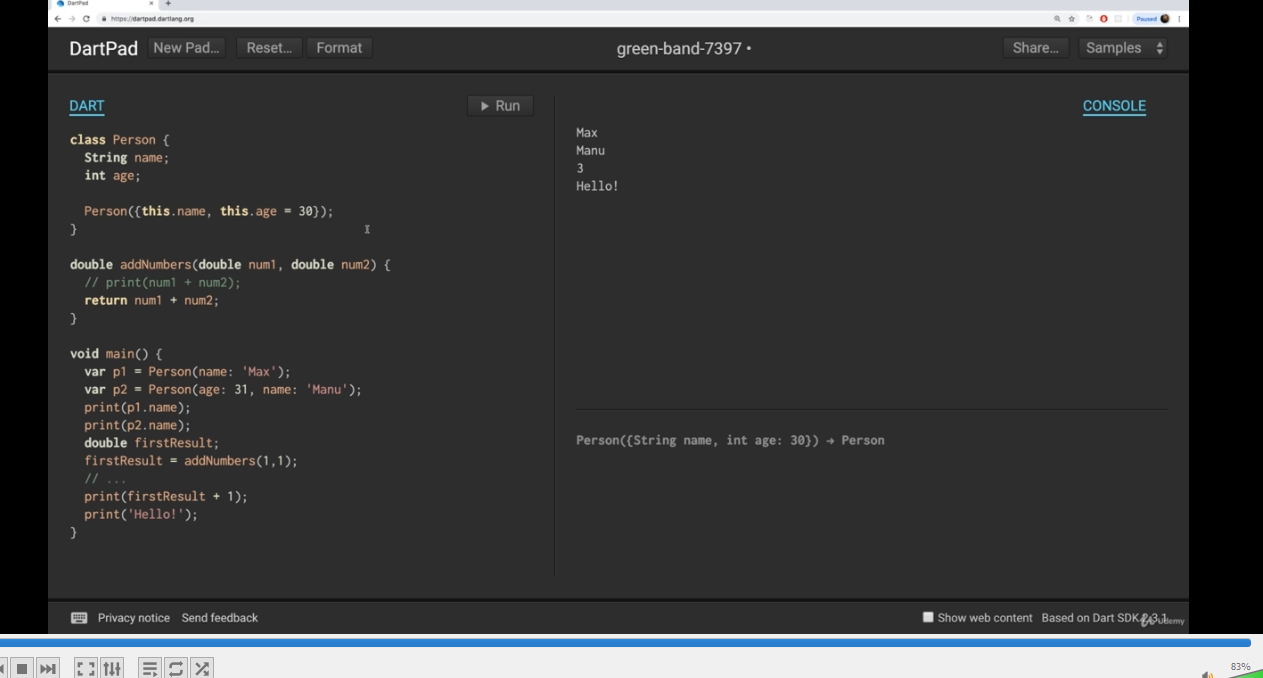 DartPad
https://dartpad.dartlang.org
Paused
DartPad New Pad... Reset... Format green-band-7397 • Share... Samples
DART Run CONSOLE
class Person {
String name;
int age;
Person({this.name, this.age = 30});
}
double addNumbers(double num1, double num2) {
// print(num1 + num2);
return num1 + num2;
}
void main() {
var p1 = Person(name: 'Max');
var p2 = Person(age: 31, name: 'Manu');
print(p1.name);
print(p2.name);
double firstResult;
firstResult = addNumbers(1,1);
// ...
print(firstResult + 1);
print('Hello!');
}
Max
Manu
3
Hello!
Person({String name, int age: 30}) → Person
Privacy notice Send feedback Show web content Based on Dart SDK 2.3.1
Udemy
83%